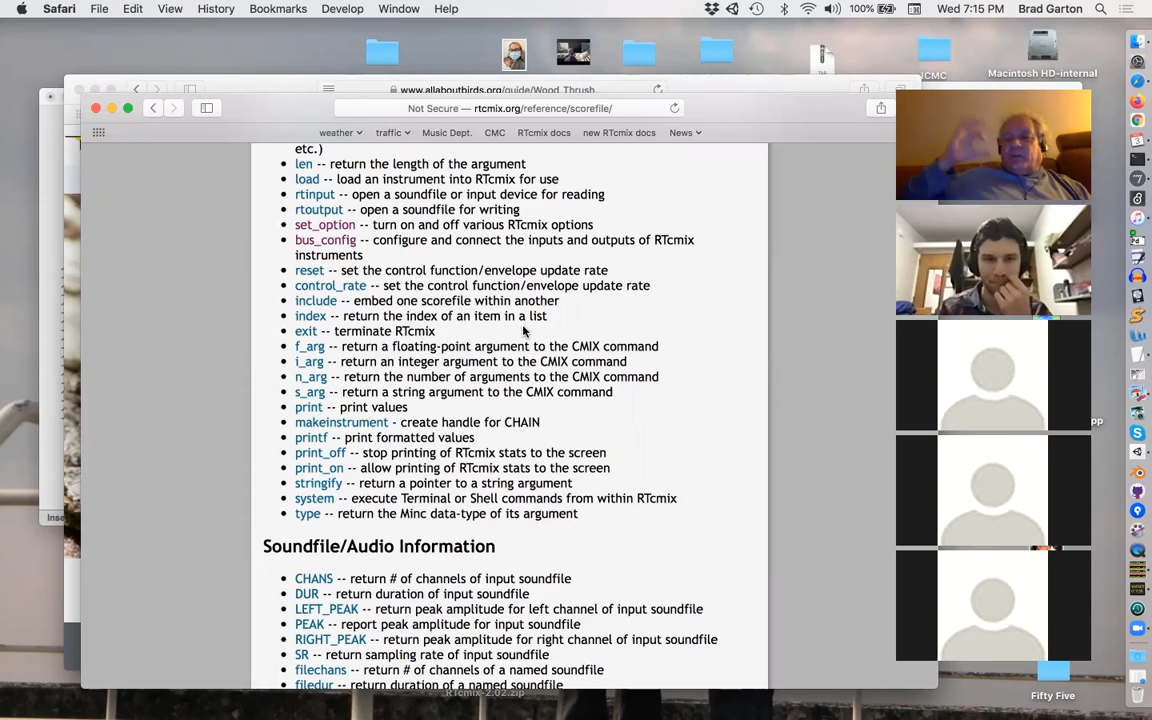 Safari File Edit View History Bookmarks Develop Window Help 100% Wed 7:15 PM Brad Garton
JCMC
Macintosh HD-internal
www.allaboutbirds.org/guide/Wood_Thrush
Not Secure — rtcmix.org/reference/scorefile/
weather traffic Music Dept. CMC RTcmix docs new RTcmix docs News
etc.)
len -- return the length of the argument
load -- load an instrument into RTcmix for use
rtinput -- open a soundfile or input device for reading
rtoutput -- open a soundfile for writing
set_option -- turn on and off various RTcmix options
bus_config -- configure and connect the inputs and outputs of RTcmix
instruments
reset -- set the control function/envelope update rate
control_rate -- set the control function/envelope update rate
include -- embed one scorefile within another
index -- return the index of an item in a list
exit -- terminate RTcmix
f_arg -- return a floating-point argument to the CMIX command
i_arg -- return an integer argument to the CMIX command
n_arg -- return the number of arguments to the CMIX command
s_arg -- return a string argument to the CMIX command
print -- print values
makeinstrument - create handle for CHAIN
printf -- print formatted values
print_off -- stop printing of RTcmix stats to the screen
print_on -- allow printing of RTcmix stats to the screen
stringify -- return a pointer to a string argument
system -- execute Terminal or Shell commands from within RTcmix
type -- return the Minc data-type of its argument
Soundfile/Audio Information
CHANS -- return # of channels of input soundfile
DUR -- return duration of input soundfile
LEFT_PEAK -- return peak amplitude for left channel of input soundfile
PEAK -- report peak amplitude for input soundfile
RIGHT_PEAK -- return peak amplitude for right channel of input soundfile
SR -- return sampling rate of input soundfile
filechans -- return # of channels of a named soundfile
filedur -- return duration of a named soundfile
RTcmix-2.02.zip
Inse
pp
Fifty Five